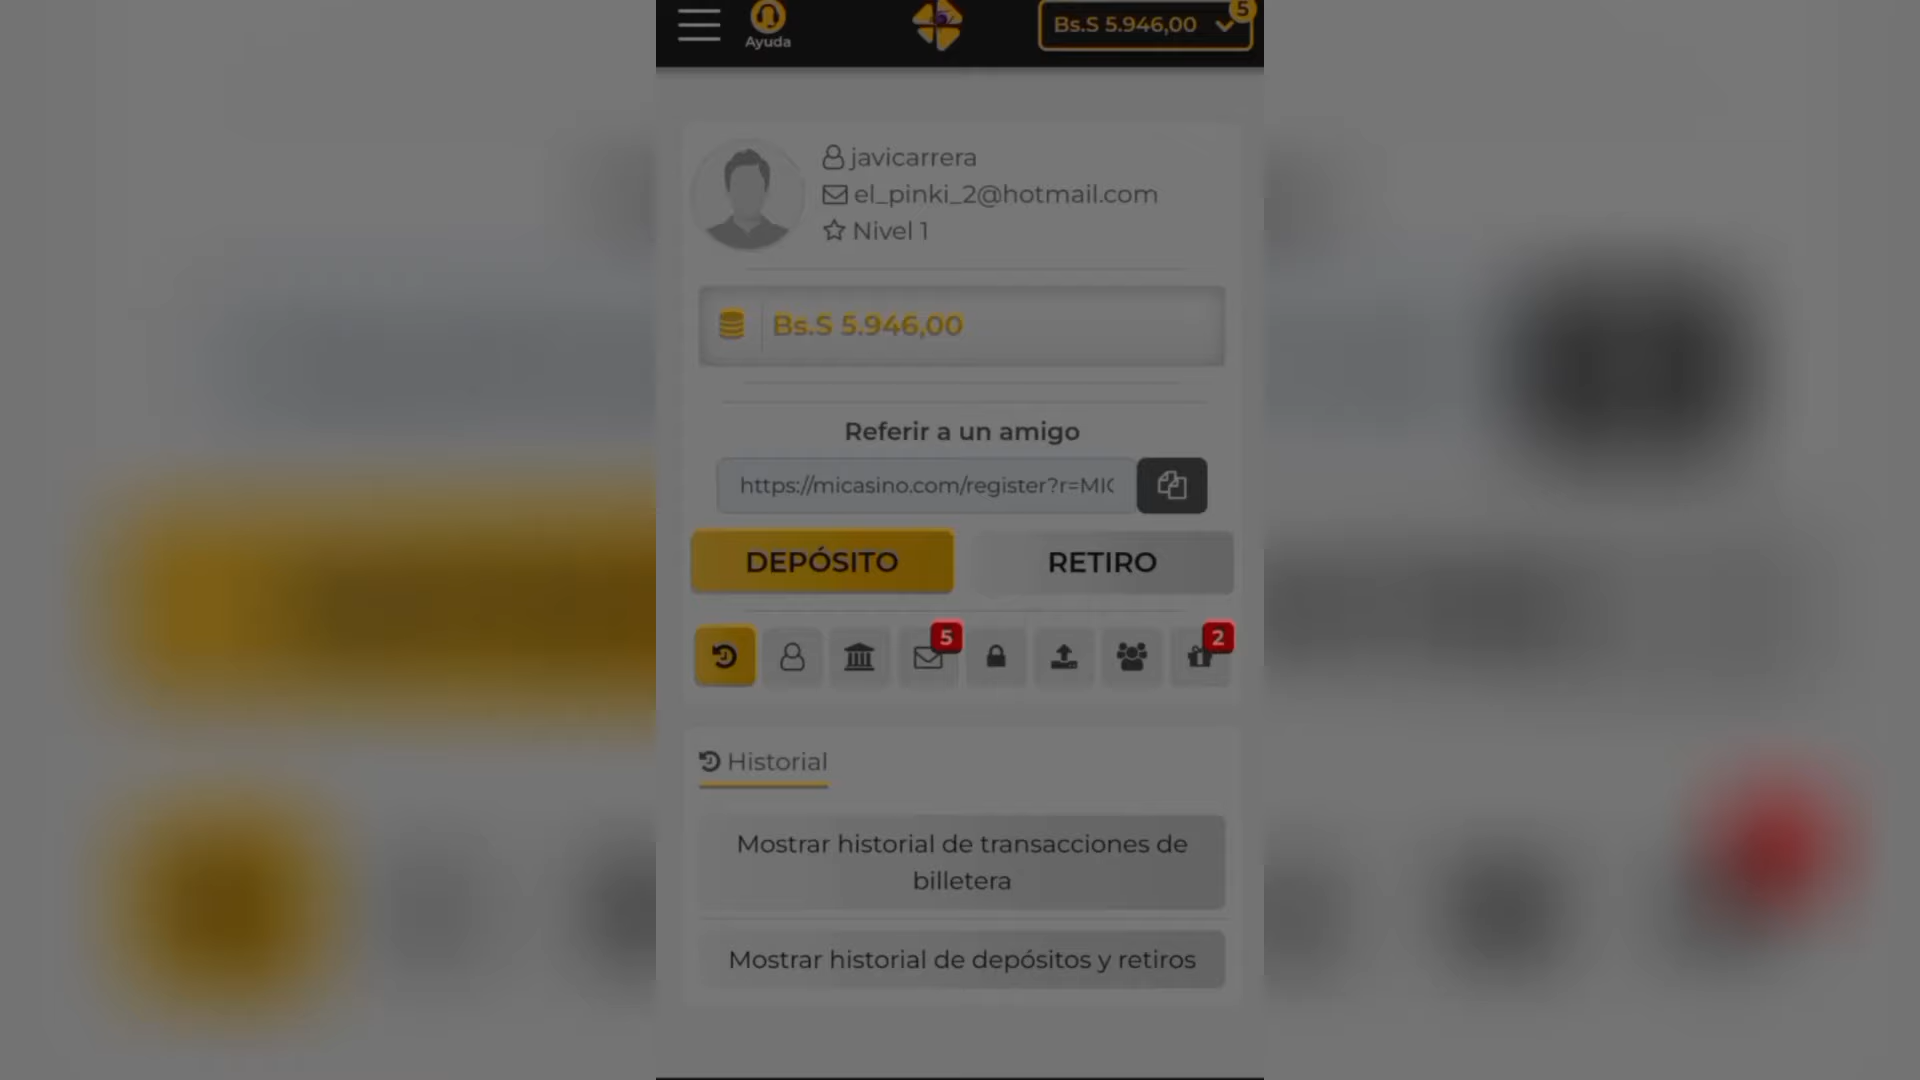 Ayuda
Bs.S 5.946,00
5
javicarrera
el_pinki_2@hotmail.com
Nivel 1
Bs.S 5.946,00
Referir a un amigo
https://micasino.com/register?r=MIC
DEPÓSITO
RETIRO
5
2
Historial
Mostrar historial de transacciones de
billetera
Mostrar historial de depósitos y retiros